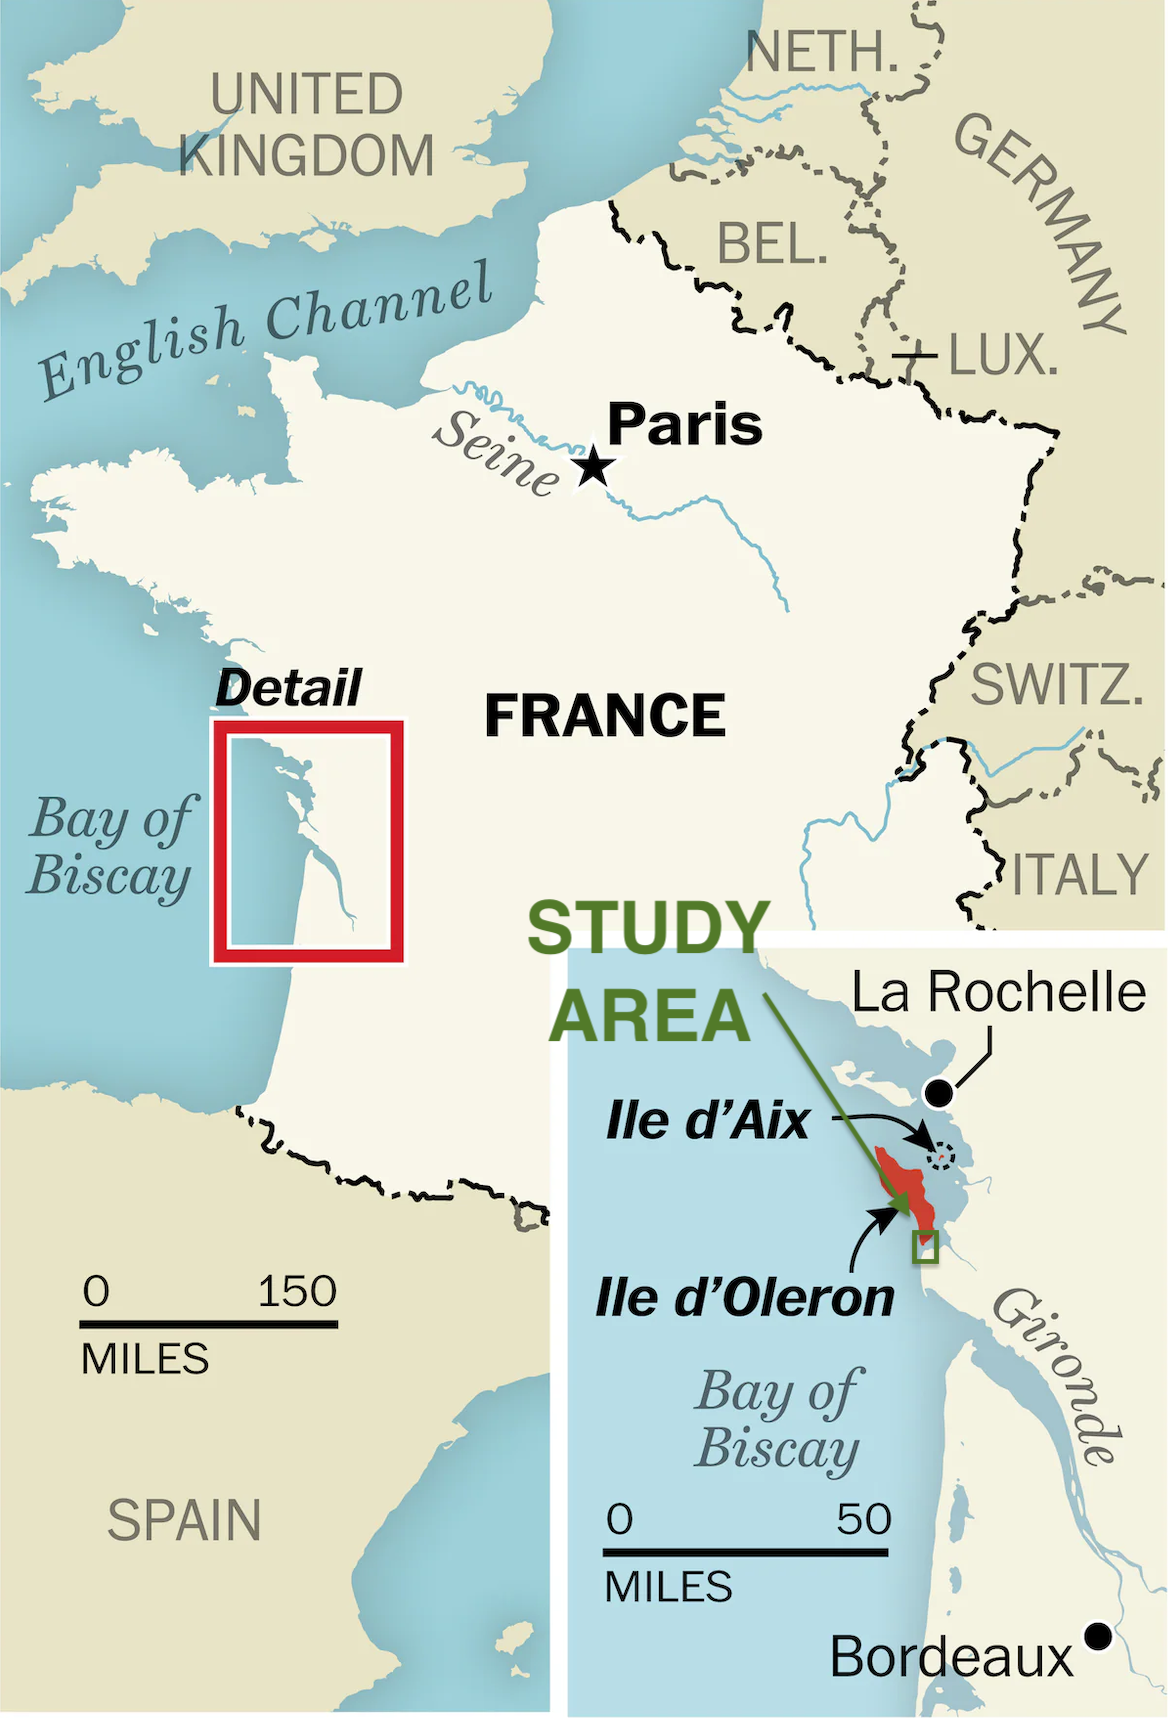 UNITED
KINGDOM
NETH.
GERMANY
BEL.
LUX.
English Channel
Paris
Seine
Detail
FRANCE
SWITZ.
Bay of
Biscay
ITALY
STUDY
AREA
La Rochelle
Ile d'Aix
Ile d'Oleron
Gironde
Bay of
Biscay
0 50
MILES
Bordeaux
0 150
MILES
SPAIN